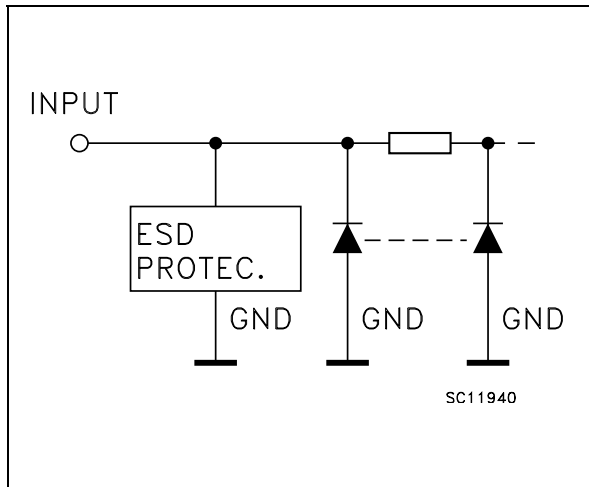 INPUT
ESD
PROTEC.
GND
GND
GND
SC11940